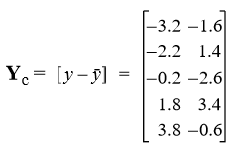 -3.2 -1.6
-2.2 1.4
Yc = [y - ȳ] = -0.2 -2.6
1.8 3.4
3.8 -0.6